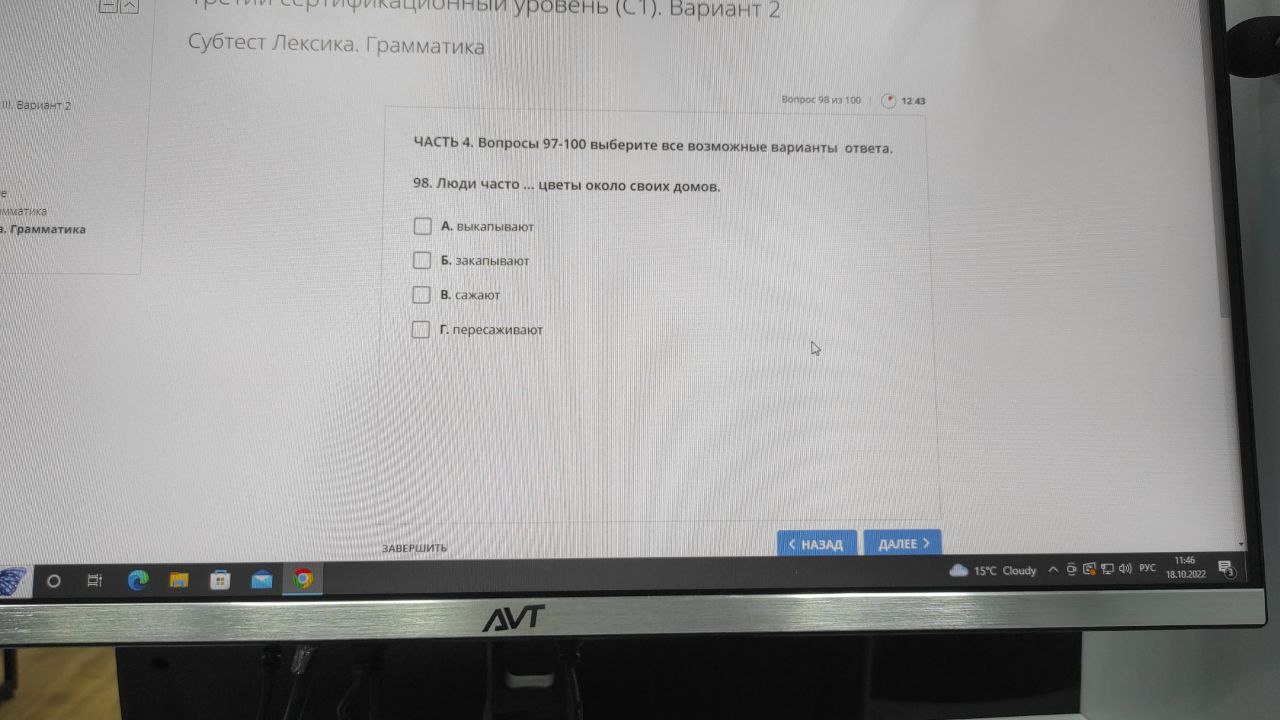 Третий сертификационный уровень (С1). Вариант 2
Субтест Лексика. Грамматика
III. Вариант 2
а. Грамматика
Вопрос 98 из 100
12:43
ЧАСТЬ 4. Вопросы 97-100 выберите все возможные варианты ответа.
98. Люди часто ... цветы около своих домов.
А. выкапывают
Б. закапывают
В. сажают
Г. пересаживают
ЗАВЕРШИТЬ
НАЗАД
ДАЛЕЕ
15°C Cloudy
РУС
11:46
18.10.2022
3
AVT